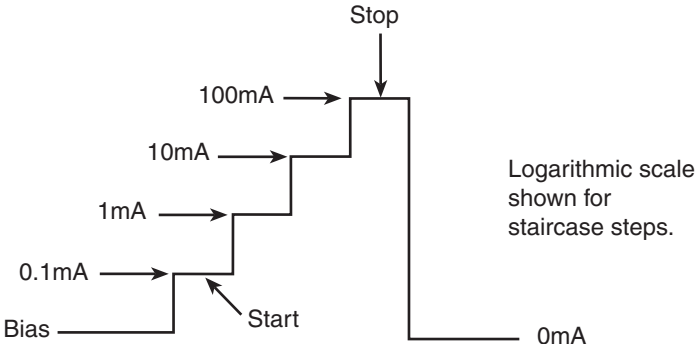 Stop
100mA
10mA
Logarithmic scale
shown for
staircase steps.
1mA
0.1mA
Start
Bias
0mA